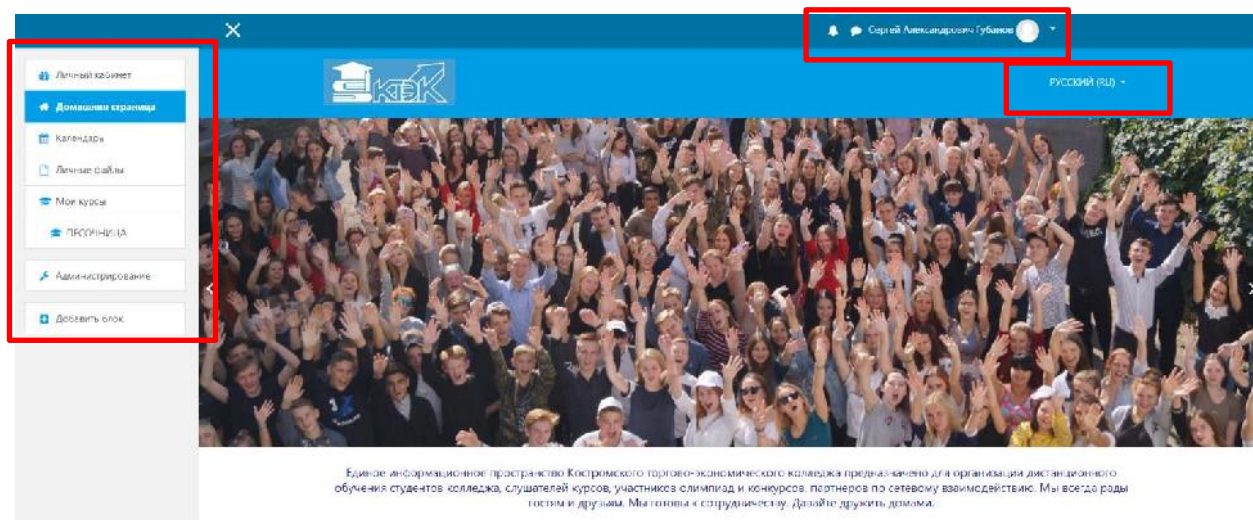 Сергей Александрович Губанов
Личный кабинет
КТЭК
РУССКИЙ (RU)
Домашняя страница
Календарь
Личные файлы
Мои курсы
ПЕСОЧНИЦА
Администрирование
Добавить блок
Единое информационное пространство Костромского торгово-экономического колледжа предназначено для организации дистанционного
обучения студентов колледжа, слушателей курсов, участников олимпиад и конкурсов, партнеров по сетевому взаимодействию. Мы всегда рады
гостям и друзьям. Мы готовы к сотрудничеству. Давайте дружить домами.